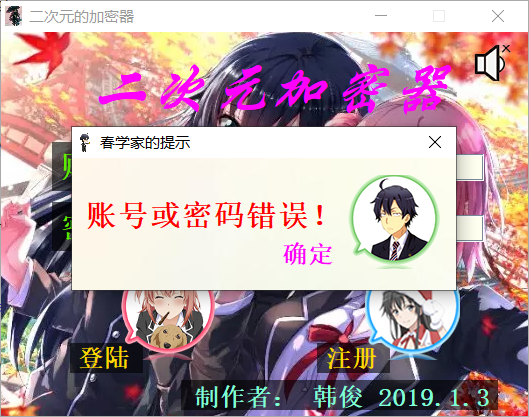 二次元的加密器
二次元加密器
春学家的提示
账号或密码错误!
确定
登陆
注册
制作者: 韩俊 2019.1.3